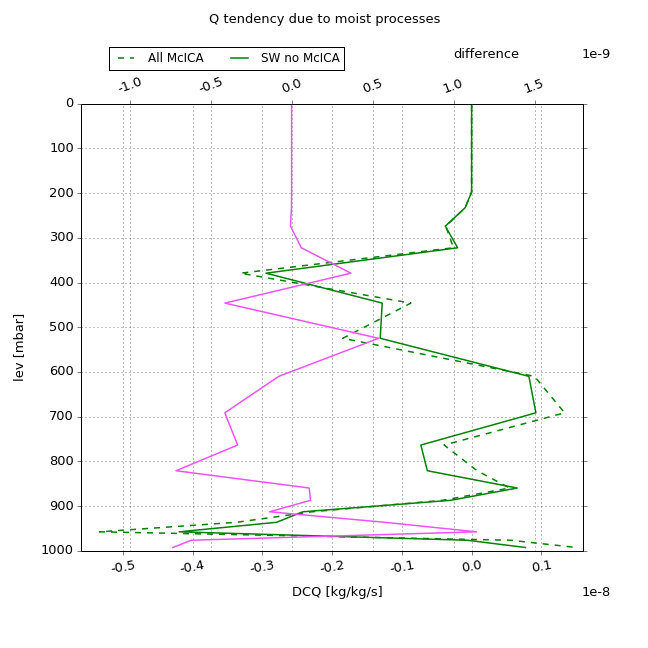 Q tendency due to moist processes
All McICA SW no McICA
difference 1e-9
-1.0 -0.5 0.0 0.5 1.0 1.5
0
100
200
300
400
500
600
700
800
900
1000
lev [mbar]
-0.5 -0.4 -0.3 -0.2 -0.1 0.0 0.1
DCQ [kg/kg/s] 1e-8